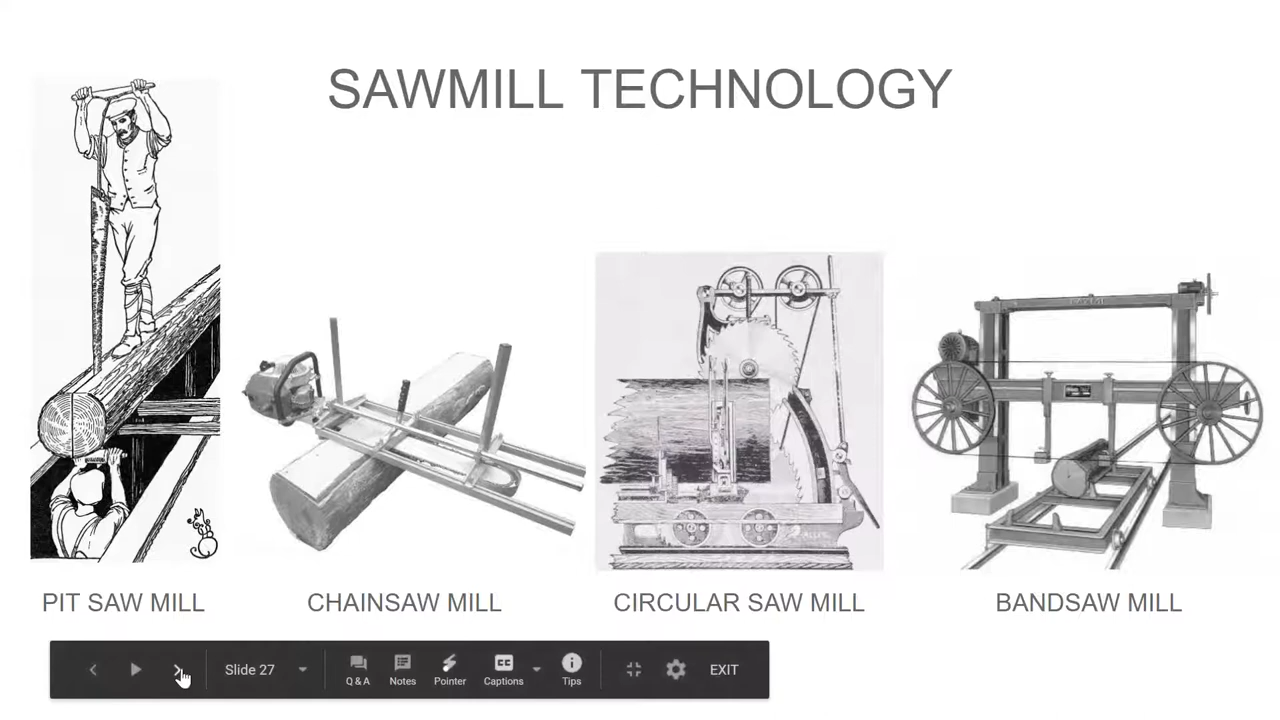 SAWMILL TECHNOLOGY
PIT SAW MILL
CHAINSAW MILL
CIRCULAR SAW MILL
BANDSAW MILL
Slide 27
Q & A
Notes
Pointer
CC
Captions
Tips
EXIT